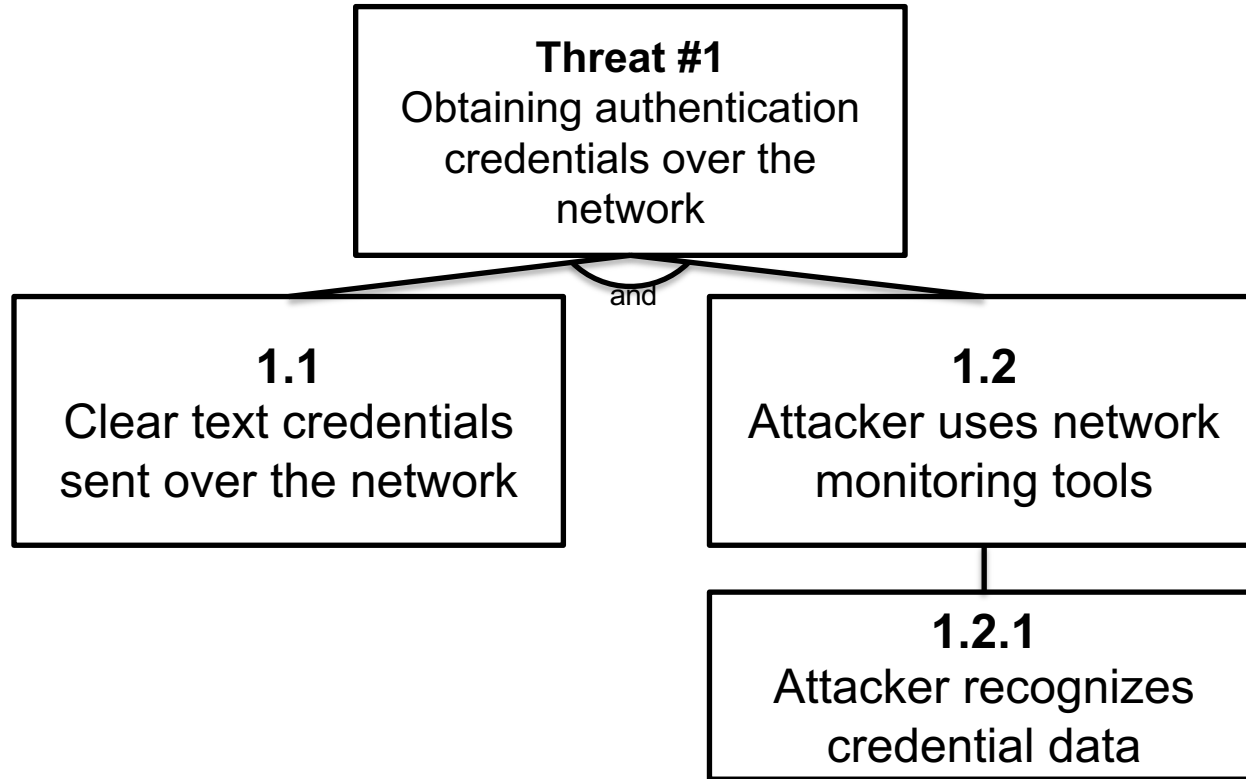 Threat #1
Obtaining authentication
credentials over the
network
and
1.1
Clear text credentials
sent over the network
1.2
Attacker uses network
monitoring tools
1.2.1
Attacker recognizes
credential data